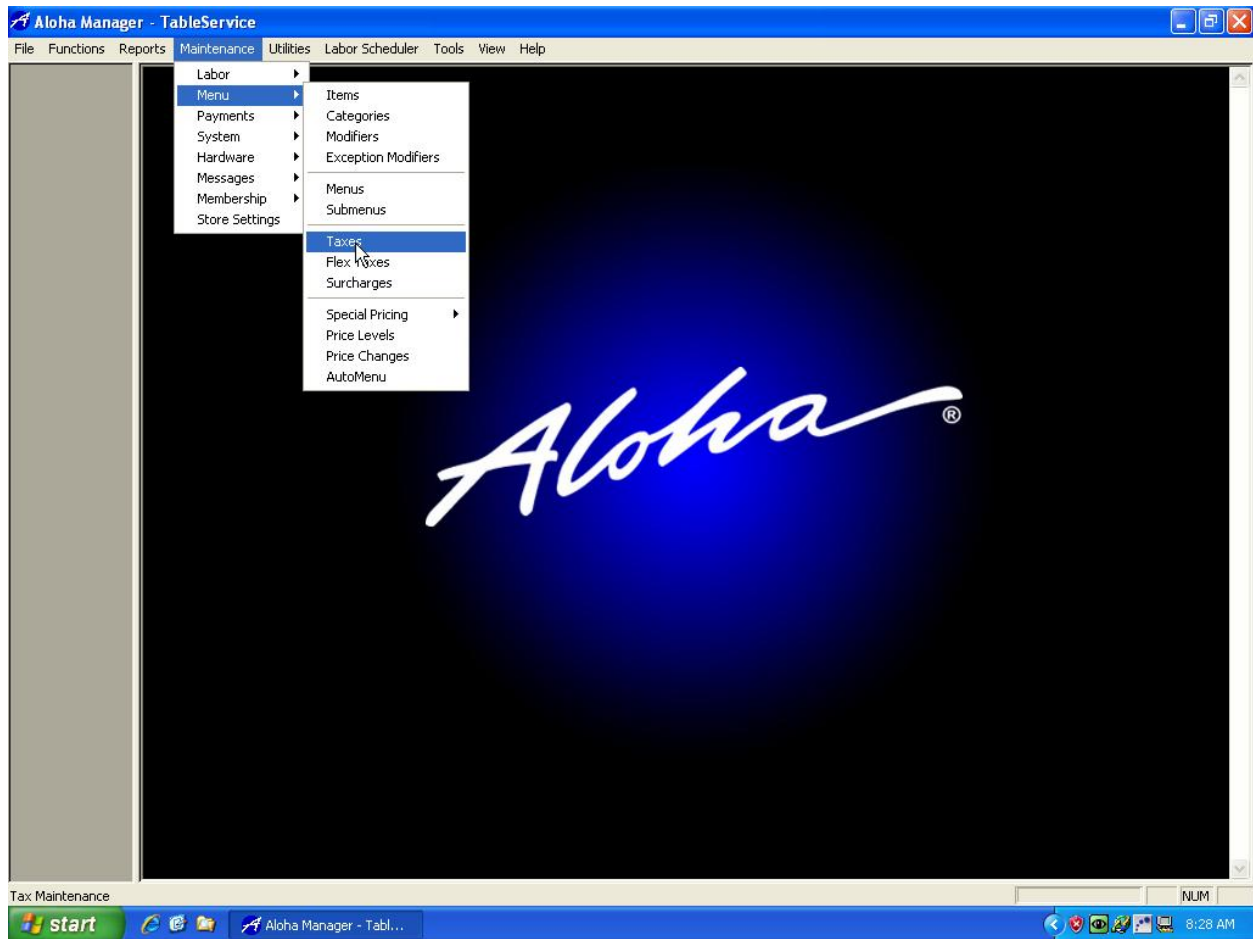 Aloha Manager - TableService
File Functions Reports Maintenance Utilities Labor Scheduler Tools View Help
Labor
Menu
Payments
System
Hardware
Messages
Membership
Store Settings
Items
Categories
Modifiers
Exception Modifiers
Menus
Submenus
Taxes
Flex Taxes
Surcharges
Special Pricing
Price Levels
Price Changes
AutoMenu
Aloha ®
Tax Maintenance
NUM
start
Aloha Manager - Tabl...
8:28 AM